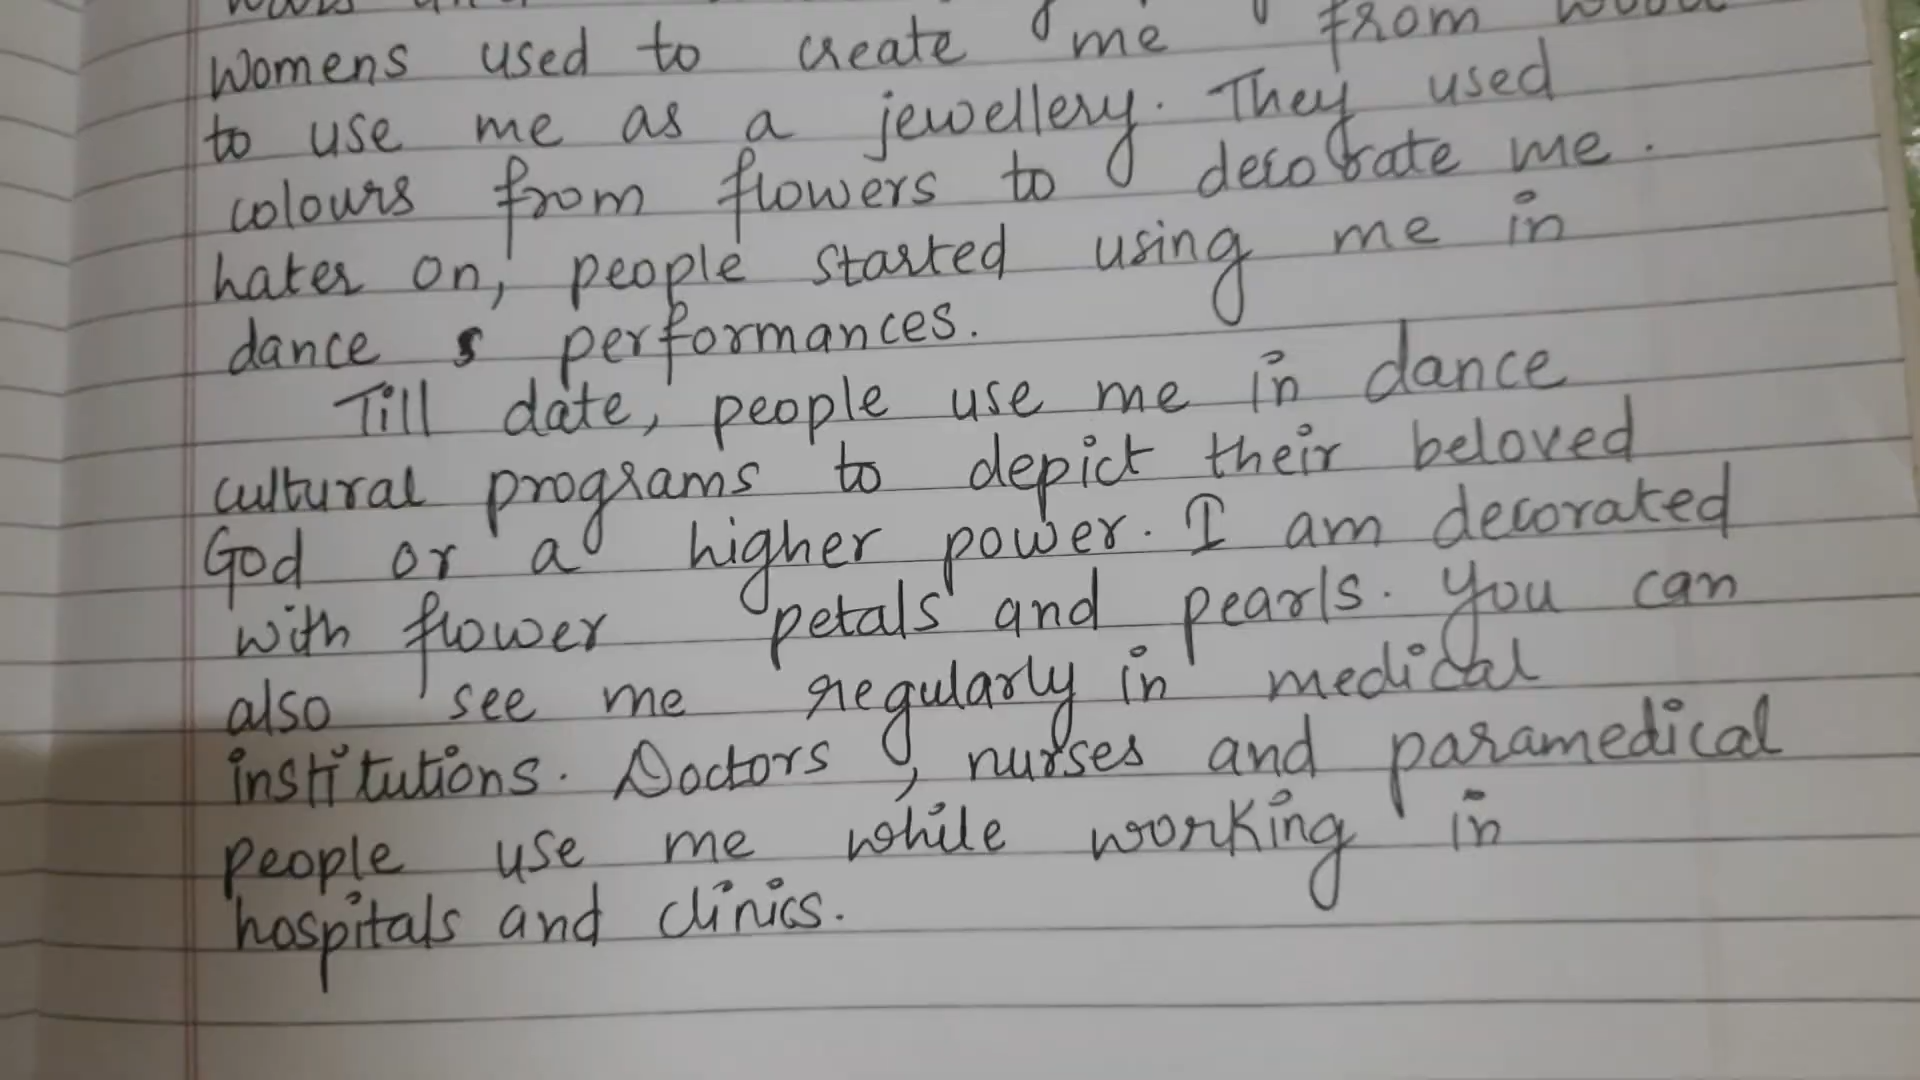 Womens used to create me from wood
to use me as a jewellery. They used
colours from flowers to decorate me.
hater on, people started using me in
dance performances.
Till date, people use me in dance
cultural programs to depict their beloved
God or a higher power. I am decorated
with flower petals and pearls. You can
also see me regularly in medical
institutions. Doctors, nurses and paramedical
people use me while working in
hospitals and clinics.